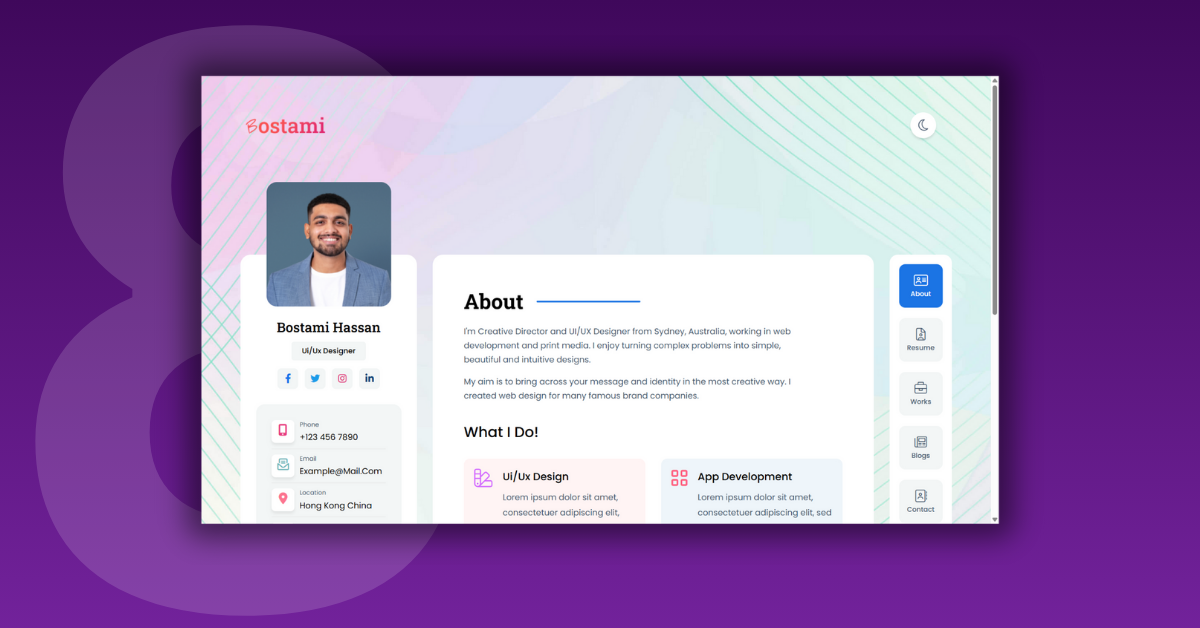 8
Bostami
Bostami Hassan
Ui/Ux Designer
Phone
+123 456 7890
Email
Example@Mail.Com
Location
Hong Kong China
About
I'm Creative Director and UI/UX Designer from Sydney, Australia, working in web
development and print media. I enjoy turning complex problems into simple,
beautiful and intuitive designs.
My aim is to bring across your message and identity in the most creative way. I
created web design for many famous brand companies.
What I Do!
Ui/Ux Design
Lorem ipsum dolor sit amet,
consectetuer adipiscing elit,
App Development
Lorem ipsum dolor sit amet,
consectetuer adipiscing elit, sed
About
Resume
Works
Blogs
Contact